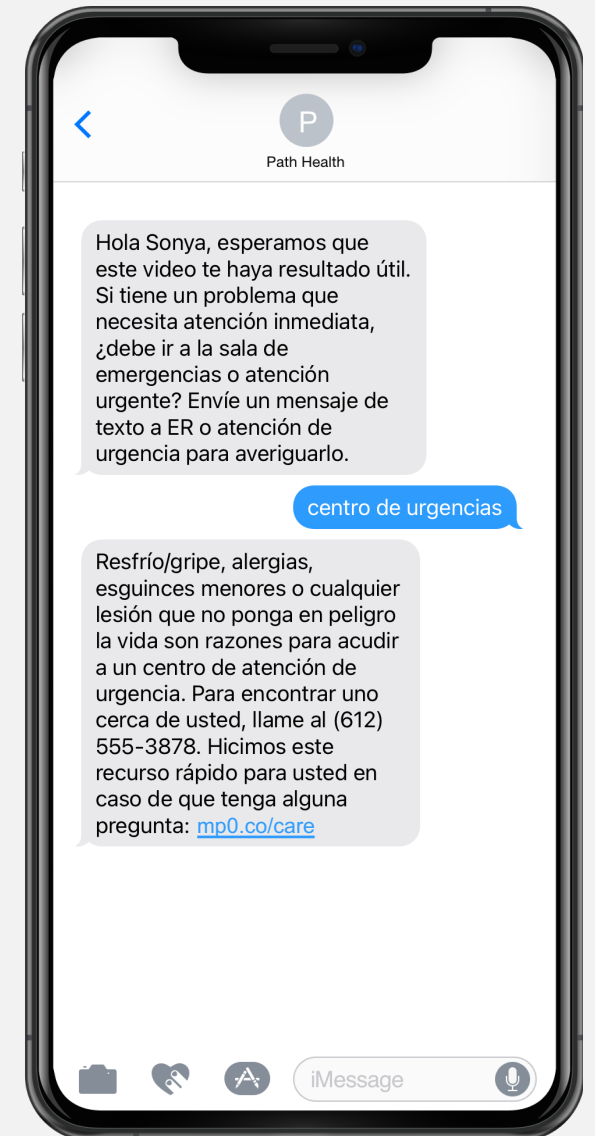 P
Path Health
Hola Sonya, esperamos que
este video te haya resultado útil.
Si tiene un problema que
necesita atención inmediata,
¿debe ir a la sala de
emergencias o atención
urgente? Envíe un mensaje de
texto a ER o atención de
urgencia para averiguarlo.
centro de urgencias
Resfrío/gripe, alergias,
esguinces menores o cualquier
lesión que no ponga en peligro
la vida son razones para acudir
a un centro de atención de
urgencia. Para encontrar uno
cerca de usted, llame al (612)
555-3878. Hicimos este
recurso rápido para usted en
caso de que tenga alguna
pregunta: mp0.co/care
iMessage